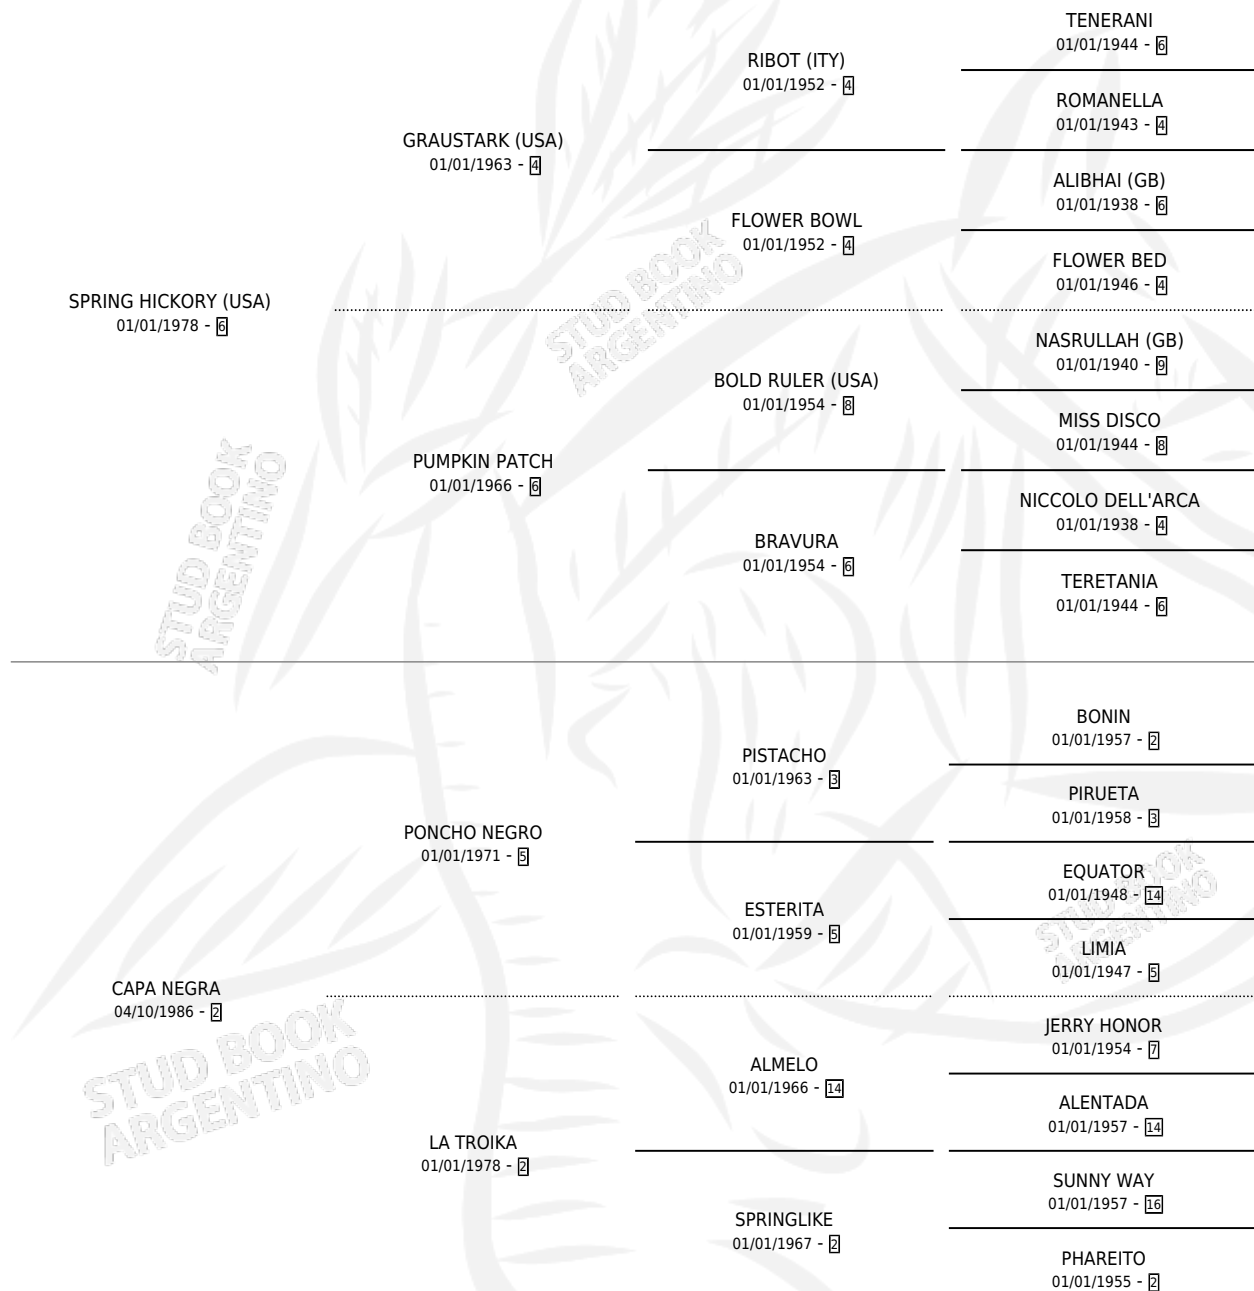 TENERANI
01/01/1944 - 6
RIBOT (ITY)
01/01/1952 - 4
ROMANELLA
01/01/1943 - 4
GRAUSTARK (USA)
01/01/1963 - 4
ALIBHAI (GB)
01/01/1938 - 6
FLOWER BOWL
01/01/1952 - 4
FLOWER BED
01/01/1946 - 4
SPRING HICKORY (USA)
01/01/1978 - 6
NASRULLAH (GB)
01/01/1940 - 9
BOLD RULER (USA)
01/01/1954 - 8
MISS DISCO
01/01/1944 - 8
PUMPKIN PATCH
01/01/1966 - 6
NICCOLO DELL'ARCA
01/01/1938 - 4
BRAVURA
01/01/1954 - 6
TERETANIA
01/01/1944 - 6
BONIN
01/01/1957 - 2
PISTACHO
01/01/1963 - 3
PIRUETA
01/01/1958 - 3
PONCHO NEGRO
01/01/1971 - 5
EQUATOR
01/01/1948 - 14
ESTERITA
01/01/1959 - 5
LIMIA
01/01/1947 - 5
CAPA NEGRA
04/10/1986 - 2
JERRY HONOR
01/01/1954 - 7
ALMELO
01/01/1966 - 14
ALENTADA
01/01/1957 - 14
LA TROIKA
01/01/1978 - 2
SUNNY WAY
01/01/1957 - 16
SPRINGLIKE
01/01/1967 - 2
PHAREITO
01/01/1955 - 2
STUD BOOK
ARGENTINO
STUD BOOK
ARGENTINO
STUD BOOK
ARGENTINO
STUD BOOK
ARGENTINO